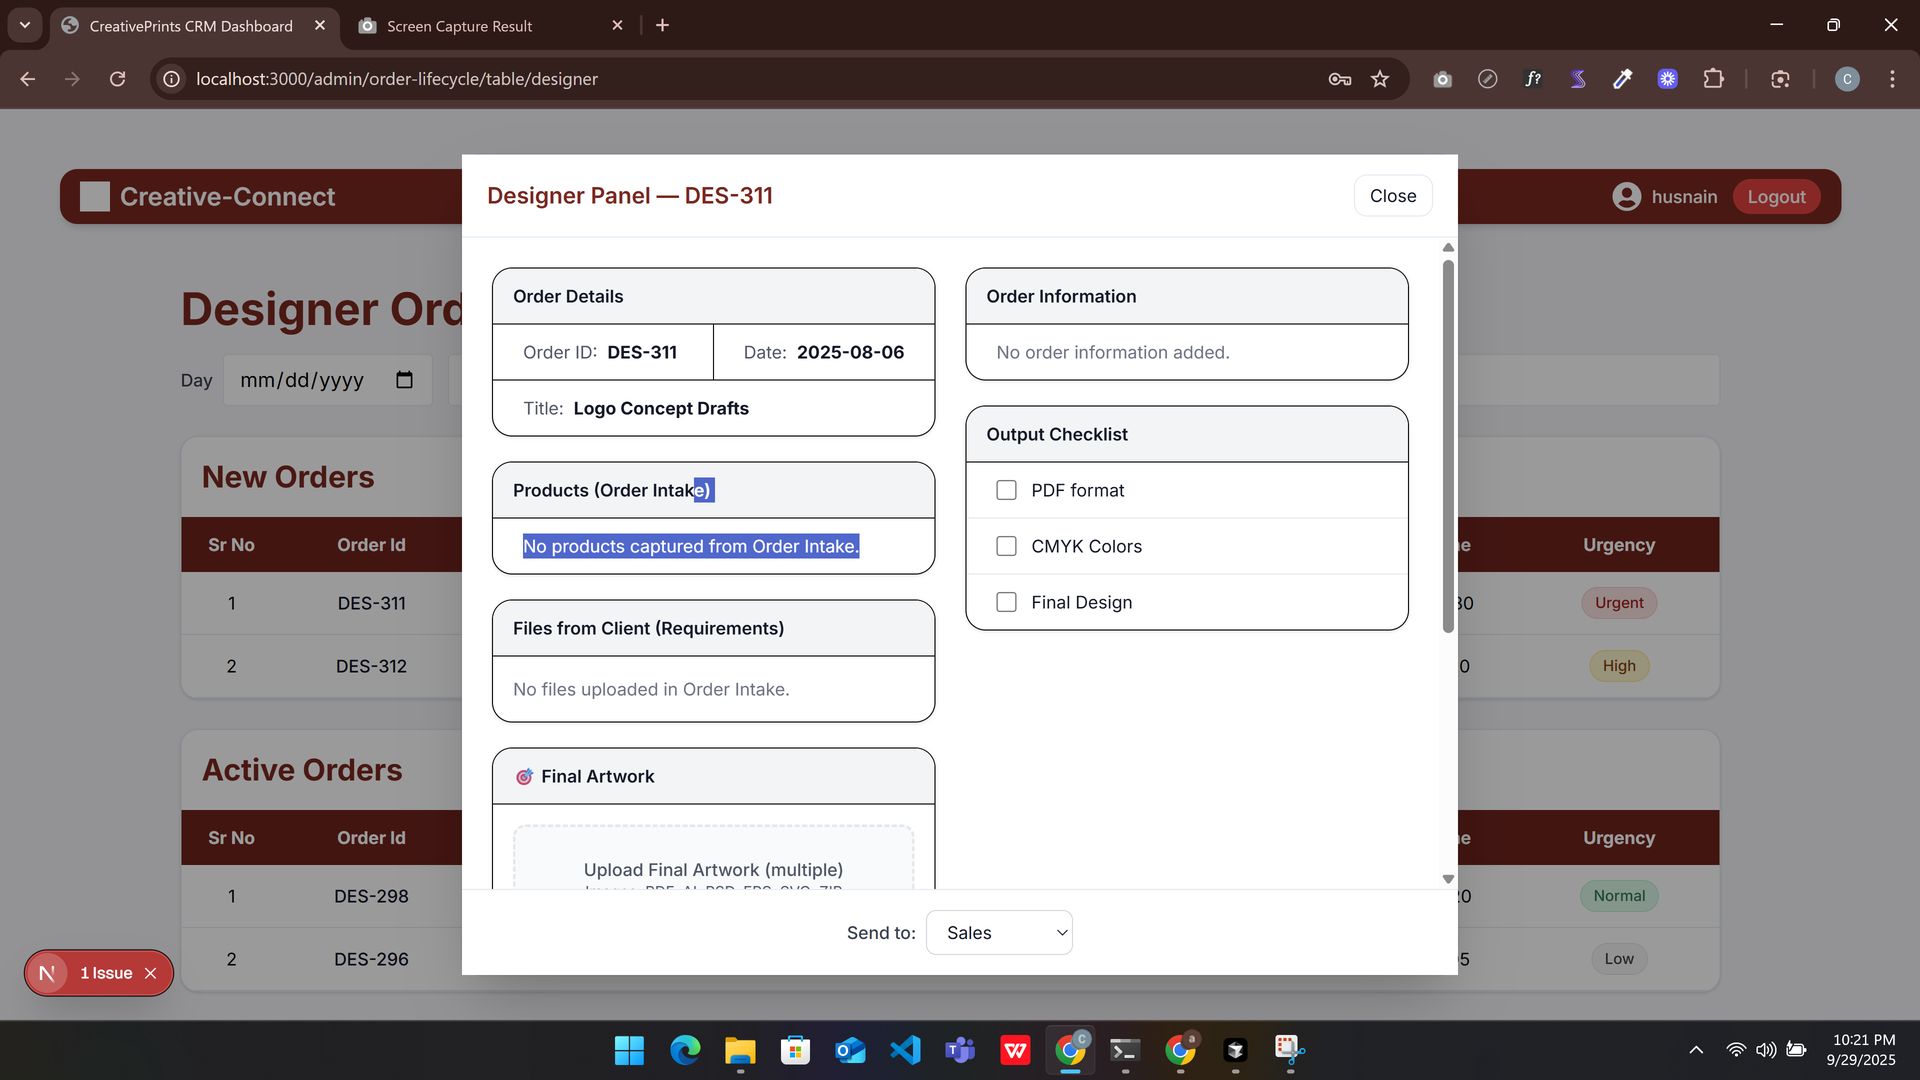 CreativePrints CRM Dashboard
Screen Capture Result
localhost:3000/admin/order-lifecycle/table/designer
f?
C
Creative-Connect
husnain
Logout
Designer Panel — DES-311
Close
Designer Ord
Day
mm/dd/yyyy
Order Details
Order ID: DES-311
Date: 2025-08-06
Title: Logo Concept Drafts
Products (Order Intake)
No products captured from Order Intake.
Files from Client (Requirements)
No files uploaded in Order Intake.
Final Artwork
Upload Final Artwork (multiple)
Order Information
No order information added.
Output Checklist
PDF format
CMYK Colors
Final Design
Send to:
Sales
New Orders
Sr No Order Id Urgency
1 DES-311 Urgent
2 DES-312 High
Active Orders
Sr No Order Id Urgency
1 DES-298 Normal
2 DES-296 Low
N 1 Issue
10:21 PM
9/29/2025